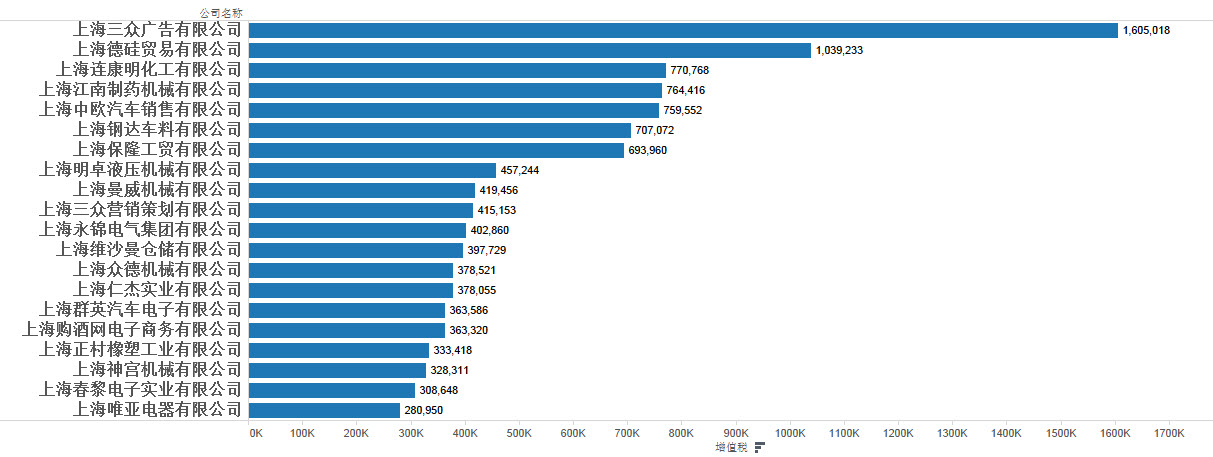 公司名称
上海三众广告有限公司 1,605,018
上海德硅贸易有限公司 1,039,233
上海连康明化工有限公司 770,768
上海江南制药机械有限公司 764,416
上海中欧汽车销售有限公司 759,552
上海钢达车料有限公司 707,072
上海保隆工贸有限公司 693,960
上海明卓液压机械有限公司 457,244
上海曼威机械有限公司 419,456
上海三众营销策划有限公司 415,153
上海永锦电气集团有限公司 402,860
上海维沙曼仓储有限公司 397,729
上海众德机械有限公司 378,521
上海仁杰实业有限公司 378,055
上海群英汽车电子有限公司 363,586
上海购酒网电子商务有限公司 363,320
上海正村橡塑工业有限公司 333,418
上海神宫机械有限公司 328,311
上海春黎电子实业有限公司 308,648
上海唯亚电器有限公司 280,950
0K 100K 200K 300K 400K 500K 600K 700K 800K 900K 1000K 1100K 1200K 1300K 1400K 1500K 1600K 1700K
增值税